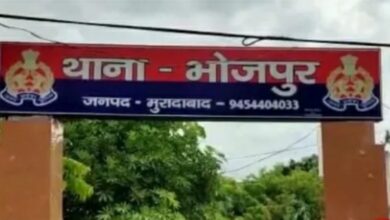 थाना - भोजपुर
जनपद - मुरादाबाद - 9454404033